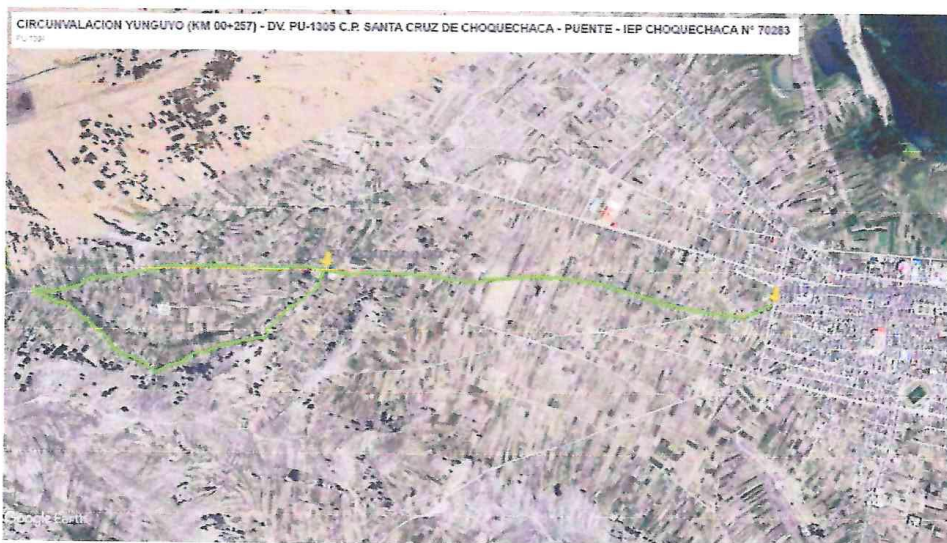 CIRCUNVALACION YUNGUYO (KM 00+257) - DV. PU-1305 C.P. SANTA CRUZ DE CHOQUECHACA - PUENTE - IEP CHOQUECHACA N° 70283
Google Earth